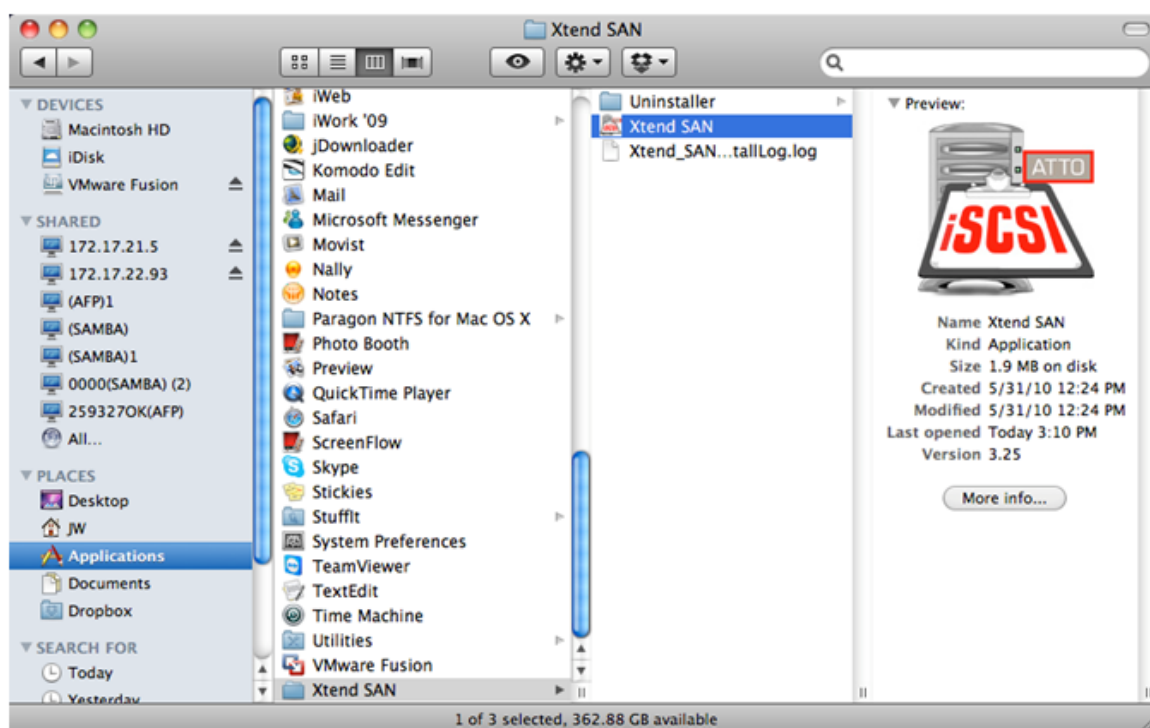 Xtend SAN
DEVICES
Macintosh HD
iDisk
VMware Fusion
SHARED
172.17.21.5
172.17.22.93
(AFP)1
(SAMBA)
(SAMBA)1
0000(SAMBA) (2)
259327OK(AFP)
All...
PLACES
Desktop
JW
Applications
Documents
Dropbox
SEARCH FOR
Today
Yesterday
iWeb
iWork '09
jDownloader
Komodo Edit
Mail
Microsoft Messenger
Movist
Nally
Notes
Paragon NTFS for Mac OS X
Photo Booth
Preview
QuickTime Player
Safari
ScreenFlow
Skype
Stickies
StuffIt
System Preferences
TeamViewer
TextEdit
Time Machine
Utilities
VMware Fusion
Xtend SAN
Uninstaller
Xtend SAN
Xtend_SAN...tallLog.log
Preview:
ATTO
iSCSI
Name Xtend SAN
Kind Application
Size 1.9 MB on disk
Created 5/31/10 12:24 PM
Modified 5/31/10 12:24 PM
Last opened Today 3:10 PM
Version 3.25
More info...
1 of 3 selected, 362.88 GB available